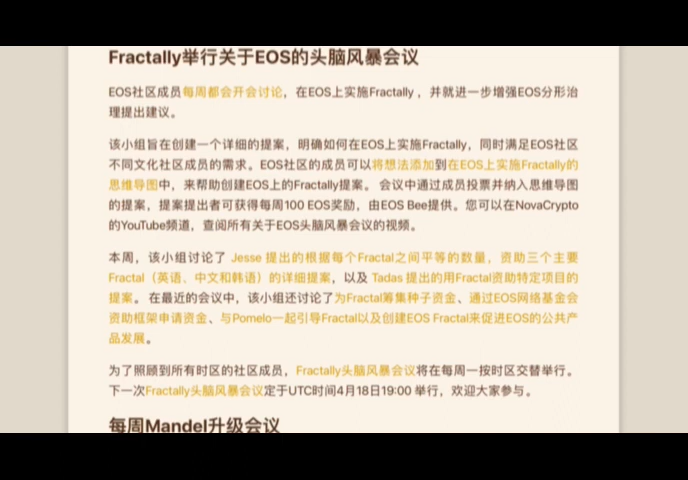 Fractally举行关于EOS的头脑风暴会议
EOS社区成员每周都会开会讨论，在EOS上实施Fractally ，并就进一步增强EOS分形治
理提出建议。
该小组旨在创建一个详细的提案，明确如何在EOS上实施Fractally，同时满足EOS社区
不同文化社区成员的需求。EOS社区的成员可以将想法添加到在EOS上实施Fractally的
思维导图中，来帮助创建EOS上的Fractally提案。 会议中通过成员投票并纳入思维导图
的提案，提案提出者可获得每周100 EOS奖励，由EOS Bee提供。您可以在NovaCrypto
的YouTube频道，查阅所有关于EOS头脑风暴会议的视频。
本周，该小组讨论了 Jesse 提出的根据每个Fractal之间平等的数量，资助三个主要
Fractal（英语、中文和韩语）的详细提案，以及 Tadas 提出的用Fractal资助特定项目的
提案。 在最近的会议中，该小组还讨论了为Fractal筹集种子资金、通过EOS网络基金会
资助框架申请资金、与Pomelo一起引导Fractal以及创建EOS Fractal来促进EOS的公共产
品发展。
为了照顾到所有时区的社区成员，Fractally头脑风暴会议将在每周一按时区交替举行。
下一次Fractally头脑风暴会议定于UTC时间4月18日19:00 举行，欢迎大家参与。
每周Mandel升级会议